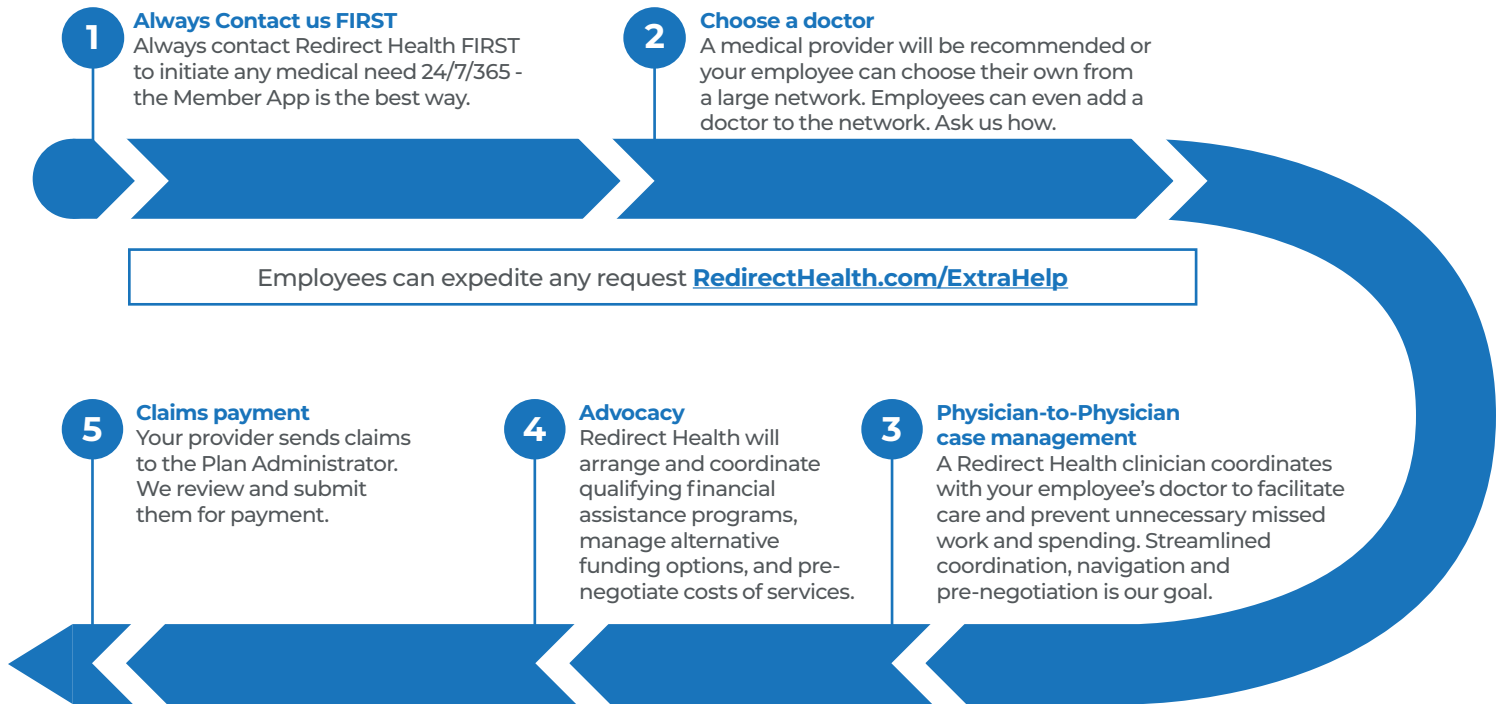 1
Always Contact us FIRST
Always contact Redirect Health FIRST
to initiate any medical need 24/7/365 -
the Member App is the best way.
2
Choose a doctor
A medical provider will be recommended or
your employee can choose their own from
a large network. Employees can even add a
doctor to the network. Ask us how.
Employees can expedite any request RedirectHealth.com/ExtraHelp
3
Physician-to-Physician
case management
A Redirect Health clinician coordinates
with your employee’s doctor to facilitate
care and prevent unnecessary missed
work and spending. Streamlined
coordination, navigation and
pre-negotiation is our goal.
4
Advocacy
Redirect Health will
arrange and coordinate
qualifying financial
assistance programs,
manage alternative
funding options, and pre-
negotiate costs of services.
5
Claims payment
Your provider sends claims
to the Plan Administrator.
We review and submit
them for payment.